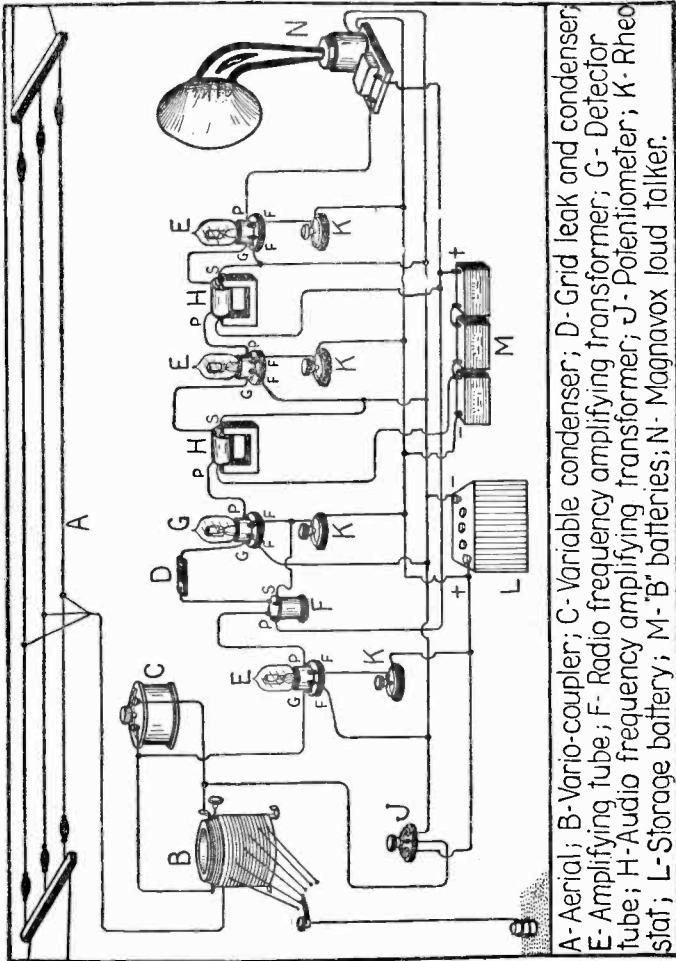 A
N
C
B
E
G
P
F
F
P
S
F
D
G
G
P
F
F
P
H
S
E
G
P
F
F
P
H
S
E
G
P
F
F
K
K
K
K
J
+
-
L
-
+
M
A-Aerial; B-Vario-coupler; C-Variable condenser; D-Grid leak and condenser;
E-Amplifying tube; F-Radio frequency amplifying transformer; G-Detector
tube; H-Audio frequency amplifying transformer; J-Potentiometer; K-Rheo
stat; L-Storage battery; M-"B" batteries; N-Magnavox loud talker.